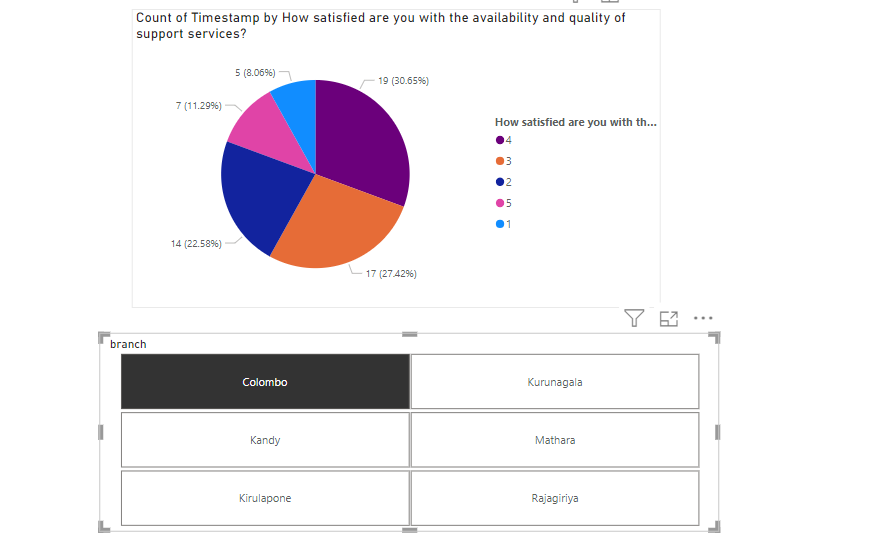 Count of Timestamp by How satisfied are you with the availability and quality of
support services?
5 (8.06%)
19 (30.65%)
7 (11.29%)
14 (22.58%)
17 (27.42%)
How satisfied are you with th...
4
3
2
5
1
branch
Colombo
Kurunagala
Kandy
Mathara
Kirulapone
Rajagiriya